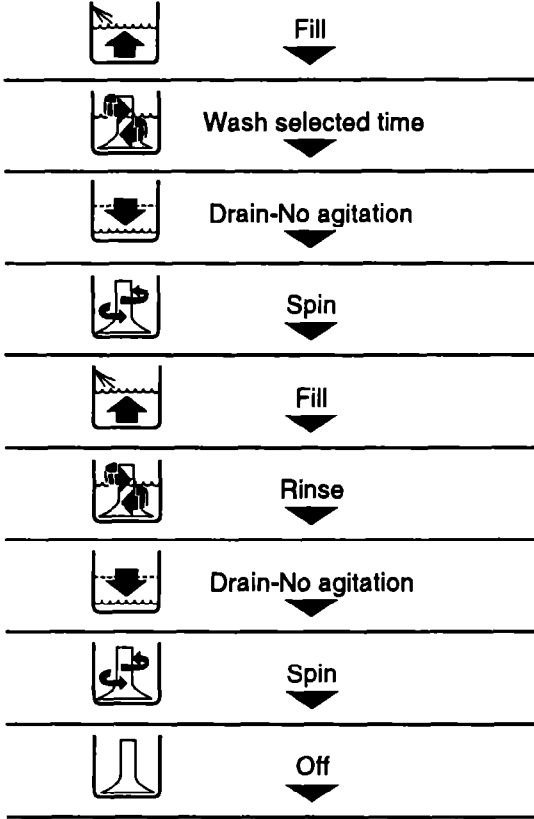 Fill
Wash selected time
Drain-No agitation
Spin
Fill
Rinse
Drain-No agitation
Spin
Off